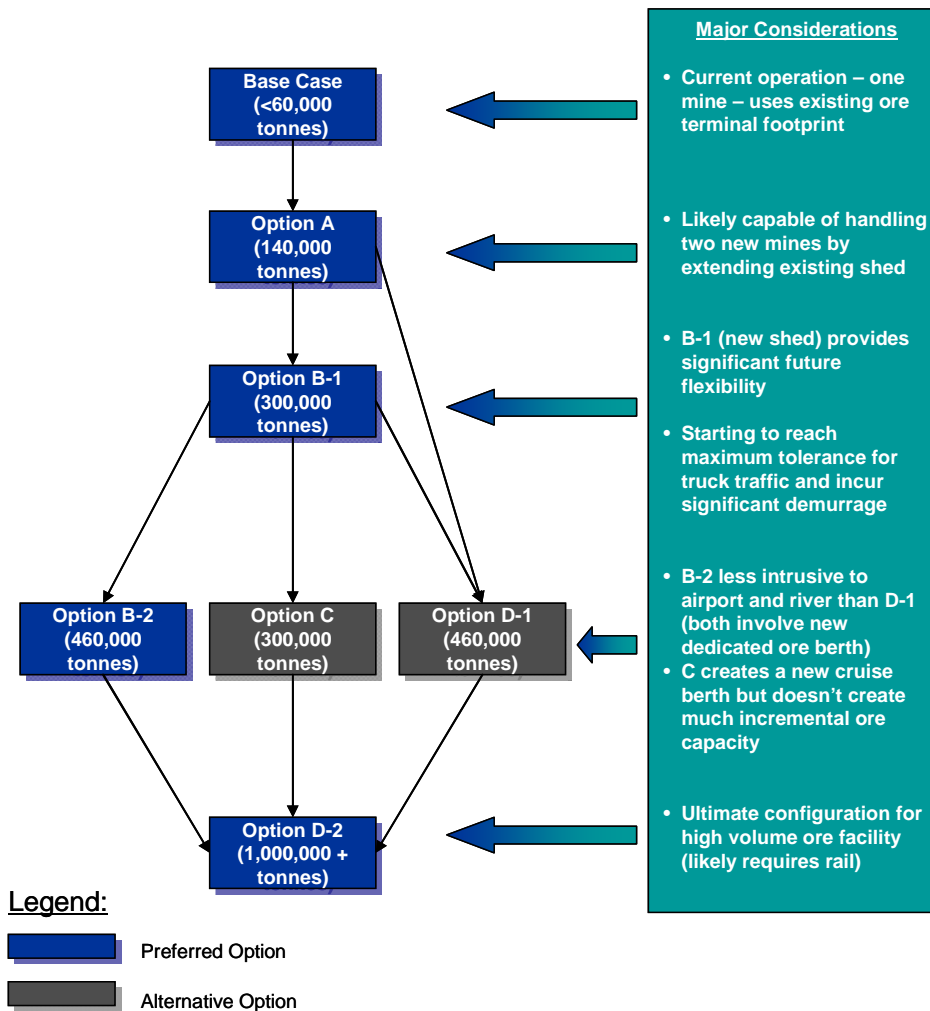 Base Case
(<60,000
tonnes)
Option A
(140,000
tonnes)
Option B-1
(300,000
tonnes)
Option B-2
(460,000
tonnes)
Option C
(300,000
tonnes)
Option D-1
(460,000
tonnes)
Option D-2
(1,000,000 +
tonnes)
Major Considerations
• Current operation – one
mine – uses existing ore
terminal footprint
• Likely capable of handling
two new mines by
extending existing shed
• B-1 (new shed) provides
significant future
flexibility
• Starting to reach
maximum tolerance for
truck traffic and incur
significant demurrage
• B-2 less intrusive to
airport and river than D-1
(both involve new
dedicated ore berth)
• C creates a new cruise
berth but doesn’t create
much incremental ore
capacity
• Ultimate configuration for
high volume ore facility
(likely requires rail)
Legend:
Preferred Option
Alternative Option